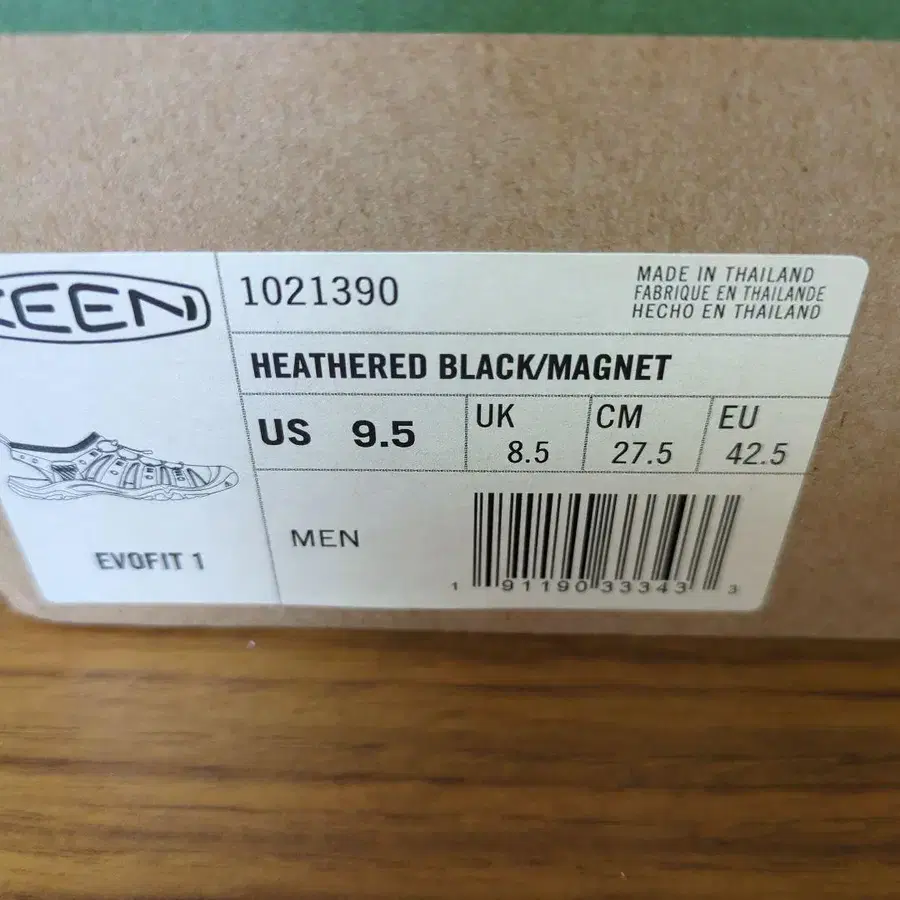 KEEN
1021390
MADE IN THAILAND
FABRIQUE EN THAILANDE
HECHO EN THAILAND
HEATHERED BLACK/MAGNET
US 9.5
UK 8.5
CM 27.5
EU 42.5
EVOFIT 1
MEN
1 91190 33343 3